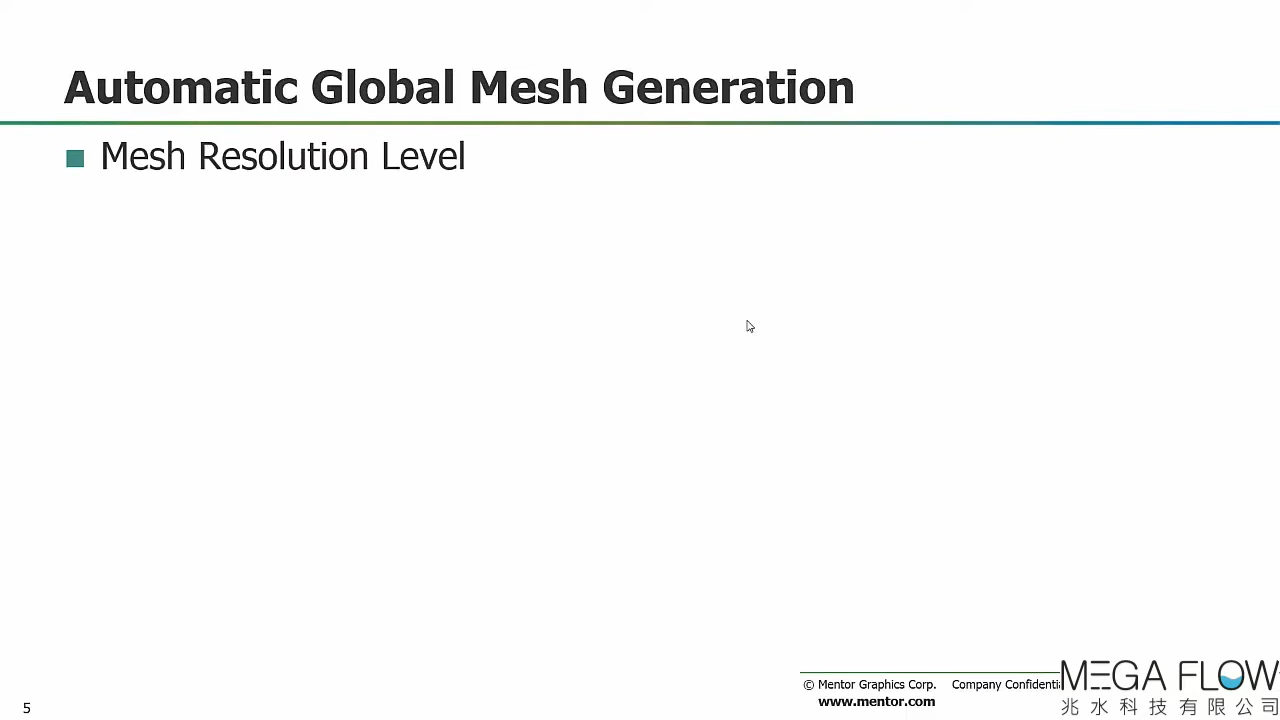 Automatic Global Mesh Generation
Mesh Resolution Level
© Mentor Graphics Corp. Company Confidenti
www.mentor.com
MEGA FLOW
兆水科技有限公司
5